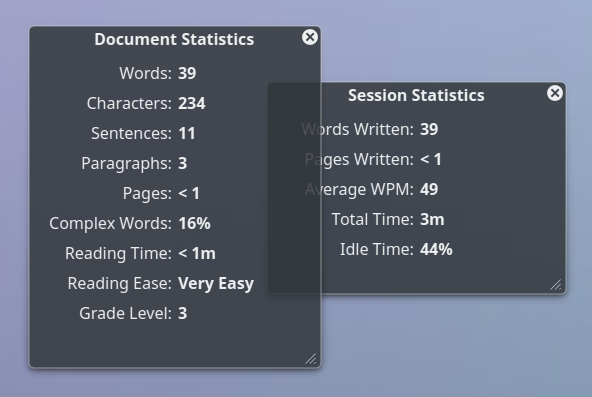 Document Statistics
Words: 39
Characters: 234
Sentences: 11
Paragraphs: 3
Pages: < 1
Complex Words: 16%
Reading Time: < 1m
Reading Ease: Very Easy
Grade Level: 3
Session Statistics
Words Written: 39
Pages Written: < 1
Average WPM: 49
Total Time: 3m
Idle Time: 44%